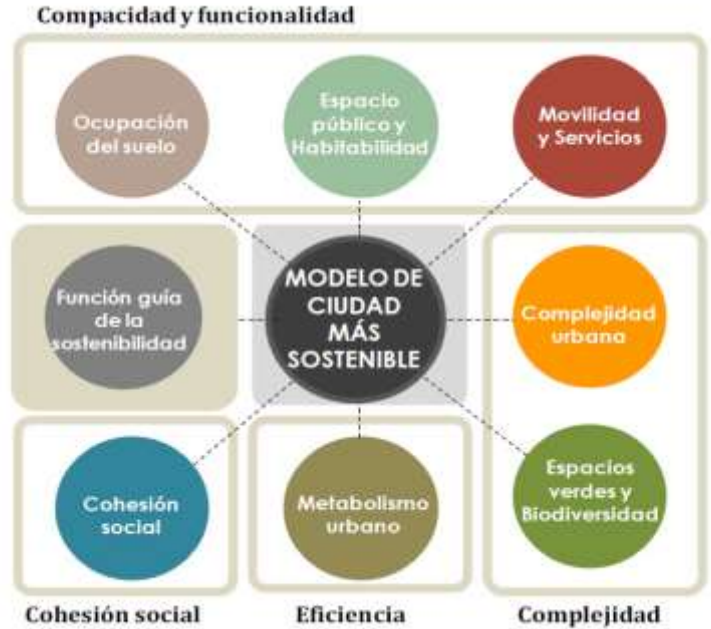 Compacidad y funcionalidad
Ocupación
del suelo
Espacio
público y
Habitabilidad
Movilidad
y Servicios
Función guía
de la
sostenibilidad
MODELO DE
CIUDAD
MÁS
SOSTENIBLE
Complejidad
urbana
Cohesión
social
Metabolismo
urbano
Espacios
verdes y
Biodiversidad
Cohesión social
Eficiencia
Complejidad